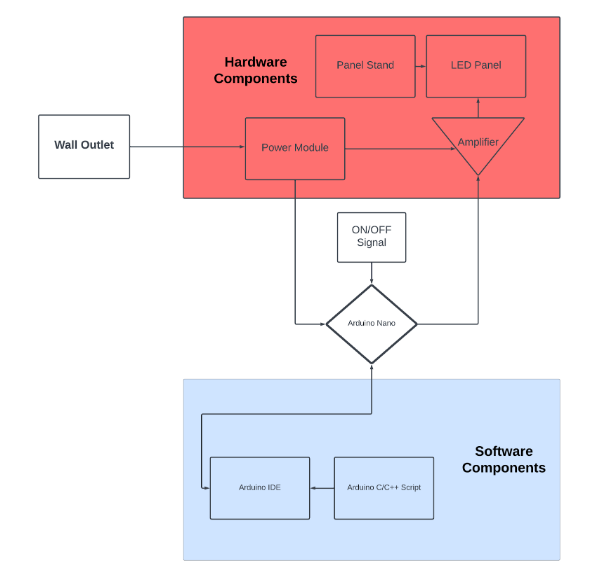 Hardware
Components
Panel Stand
LED Panel
Wall Outlet
Power Module
Amplifier
ON/OFF
Signal
Arduino Nano
Software
Components
Arduino IDE
Arduino C/C++ Script